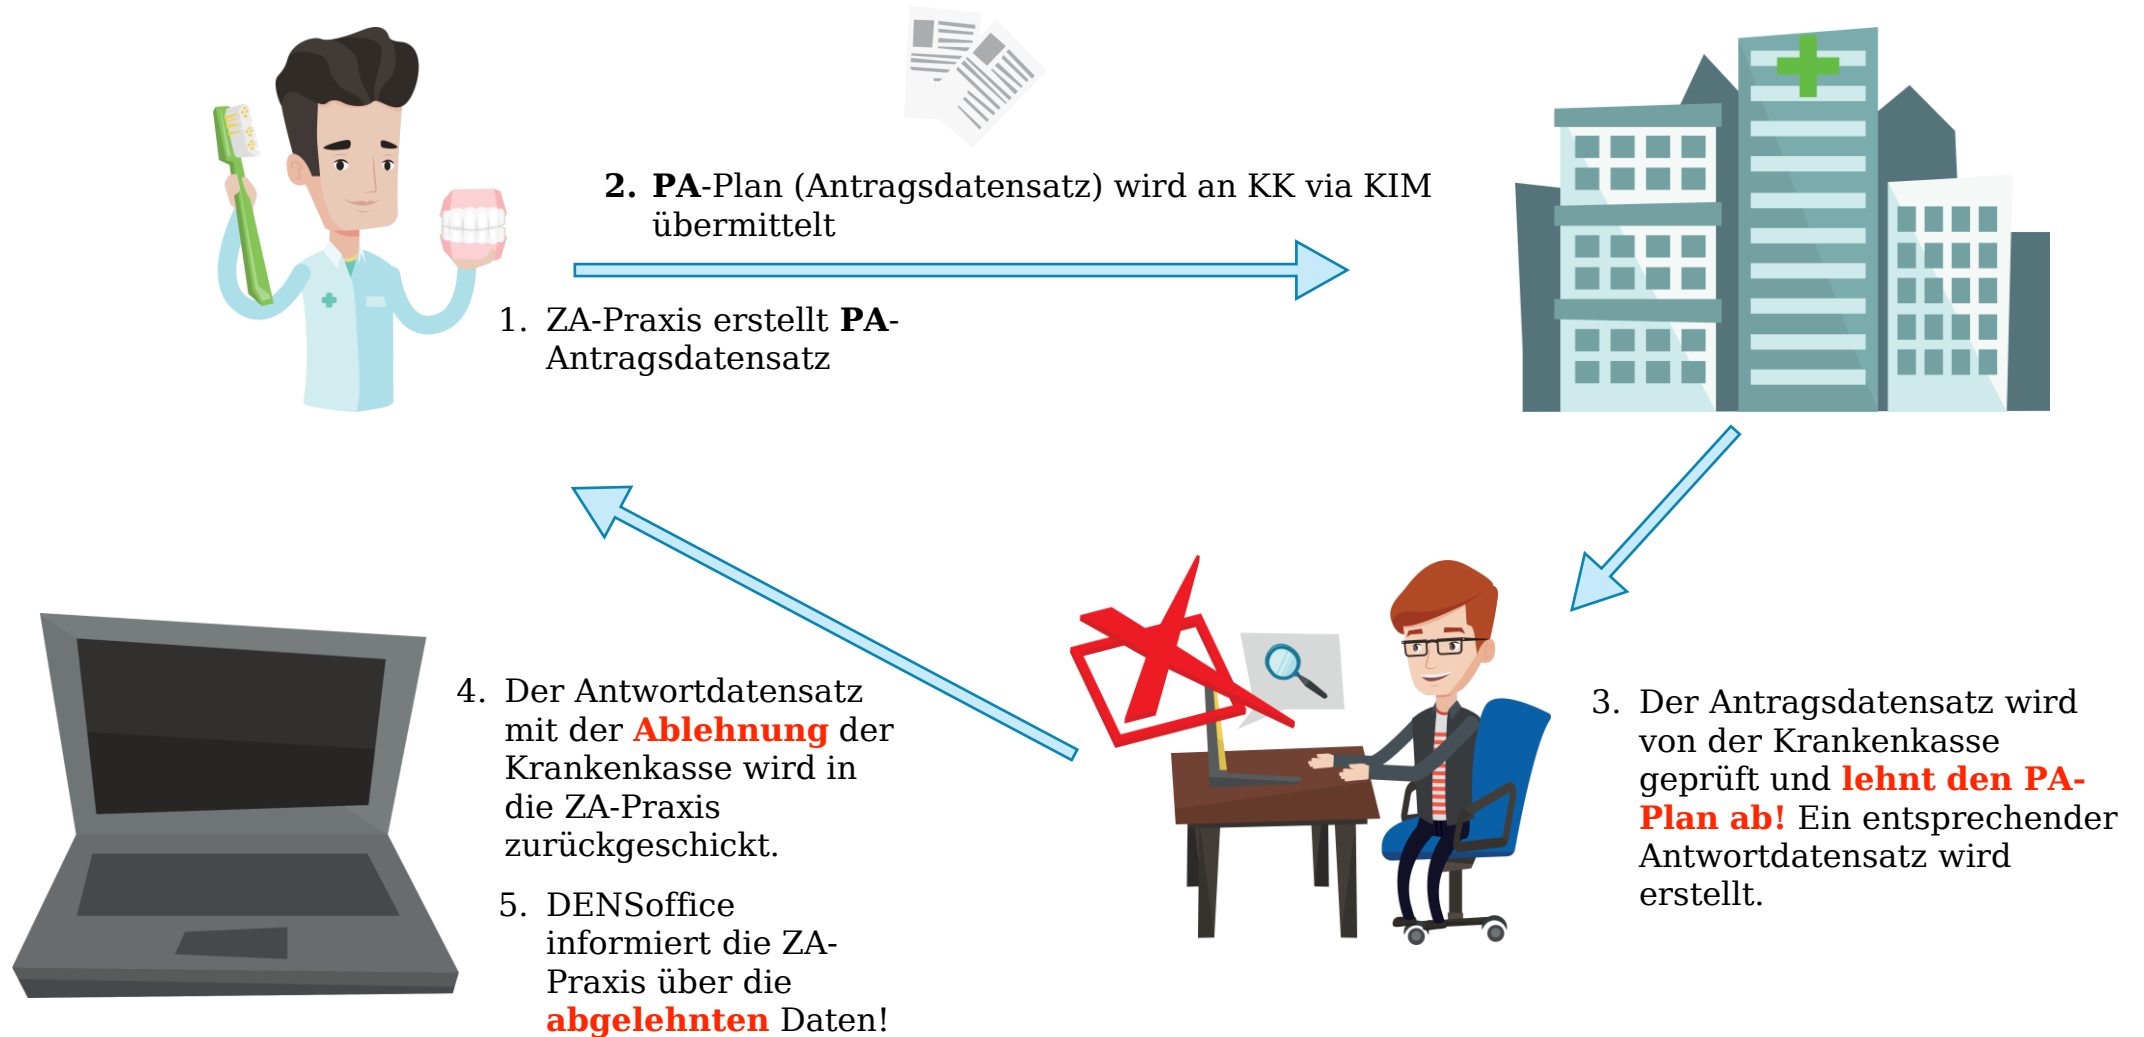 2. PA-Plan (Antragsdatensatz) wird an KK via KIM
übermittelt
1. ZA-Praxis erstellt PA-
Antragsdatensatz
3. Der Antragsdatensatz wird
von der Krankenkasse
geprüft und lehnt den PA-
Plan ab! Ein entsprechender
Antwortdatensatz wird
erstellt.
4. Der Antwortdatensatz
mit der Ablehnung der
Krankenkasse wird in
die ZA-Praxis
zurückgeschickt.
5. DENSoffice
informiert die ZA-
Praxis über die
abgelehnten Daten!